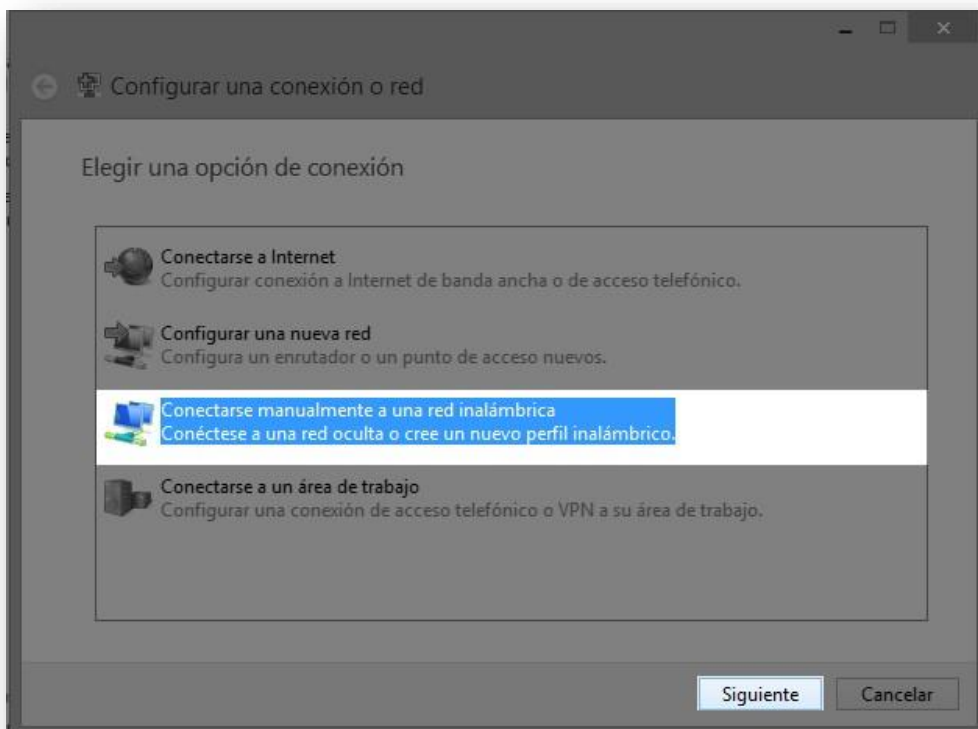 Configurar una conexión o red
Elegir una opción de conexión
Conectarse a Internet
Configurar conexión a Internet de banda ancha o de acceso telefónico.
Configurar una nueva red
Configura un enrutador o un punto de acceso nuevos.
Conectarse manualmente a una red inalámbrica
Conéctese a una red oculta o cree un nuevo perfil inalámbrico.
Conectarse a un área de trabajo
Configurar una conexión de acceso telefónico o VPN a su área de trabajo.
Siguiente Cancelar